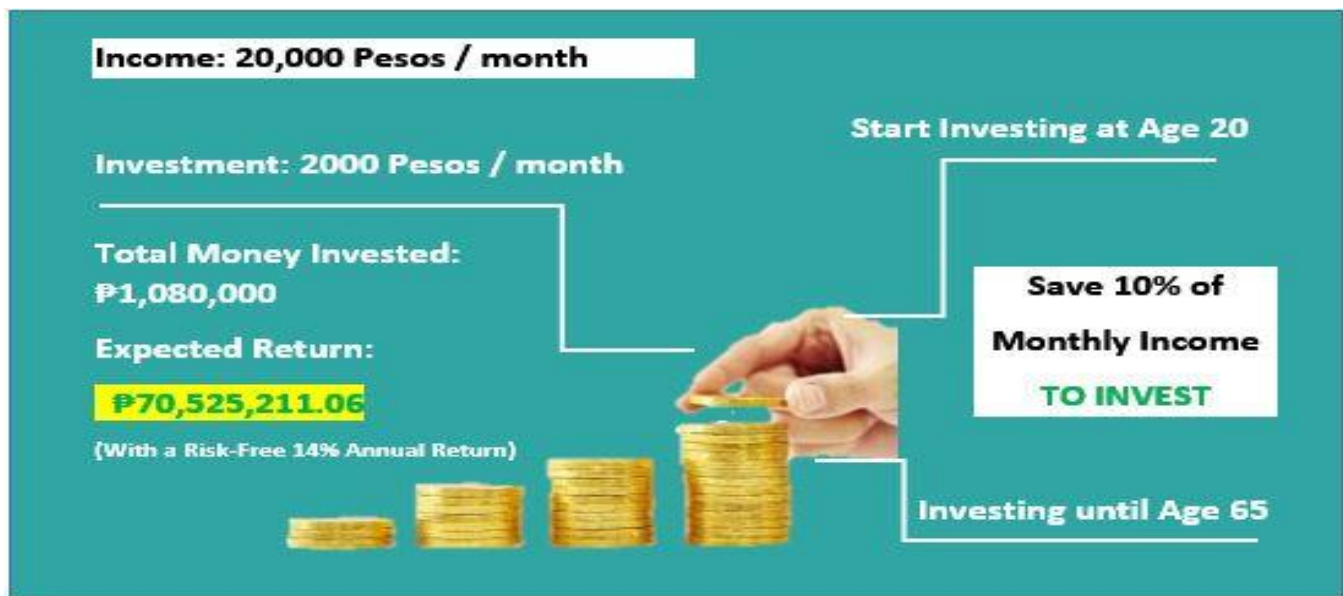 Income: 20,000 Pesos / month
Start Investing at Age 20
Investment: 2000 Pesos / month
Total Money Invested:
₱1,080,000
Save 10% of
Monthly Income
TO INVEST
Expected Return:
₱70,525,211.06
(With a Risk-Free 14% Annual Return)
Investing until Age 65